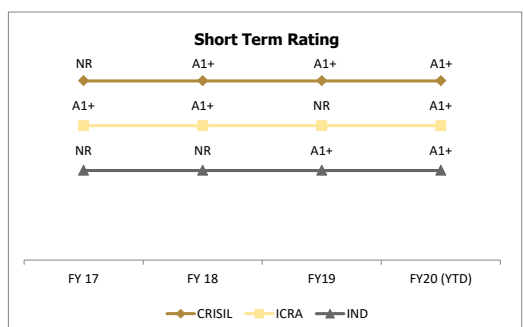 Short Term Rating
NR A1+ A1+ A1+
A1+ A1+ NR A1+
NR NR A1+ A1+
FY 17 FY 18 FY19 FY20 (YTD)
CRISIL ICRA IND